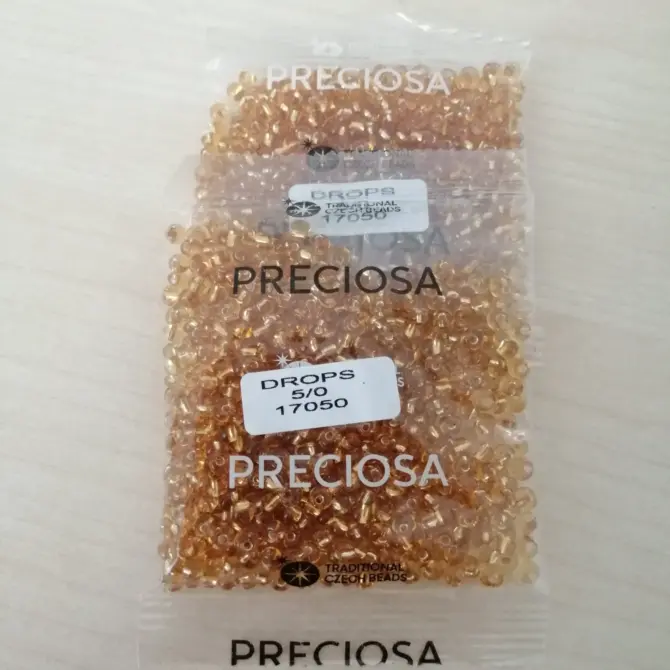 PRECIOSA
DROPS
TRADITIONAL
CZECH BEADS
17050
PRECIOSA
DROPS
5/0
17050
PRECIOSA
TRADITIONAL
CZECH BEADS
PRECIOSA